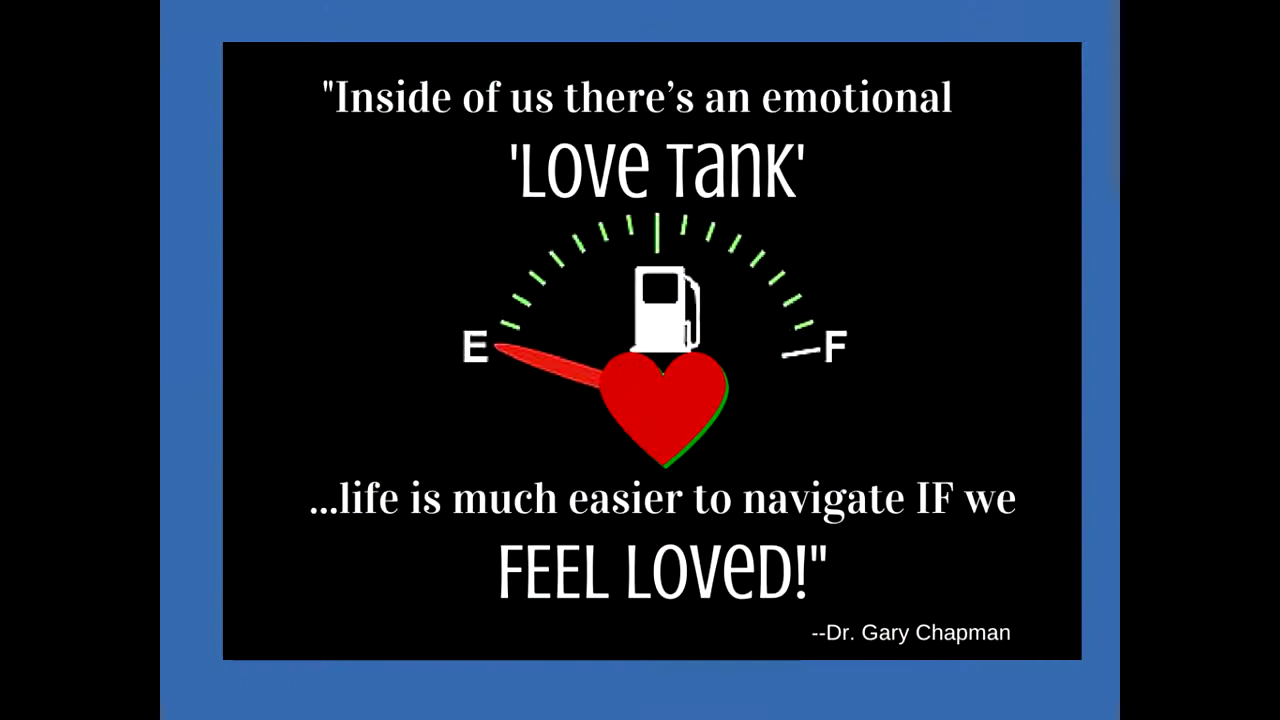 "Inside of us there’s an emotional
'Love Tank'
E F
...life is much easier to navigate IF we
FEEL LOVED!"
--Dr. Gary Chapman